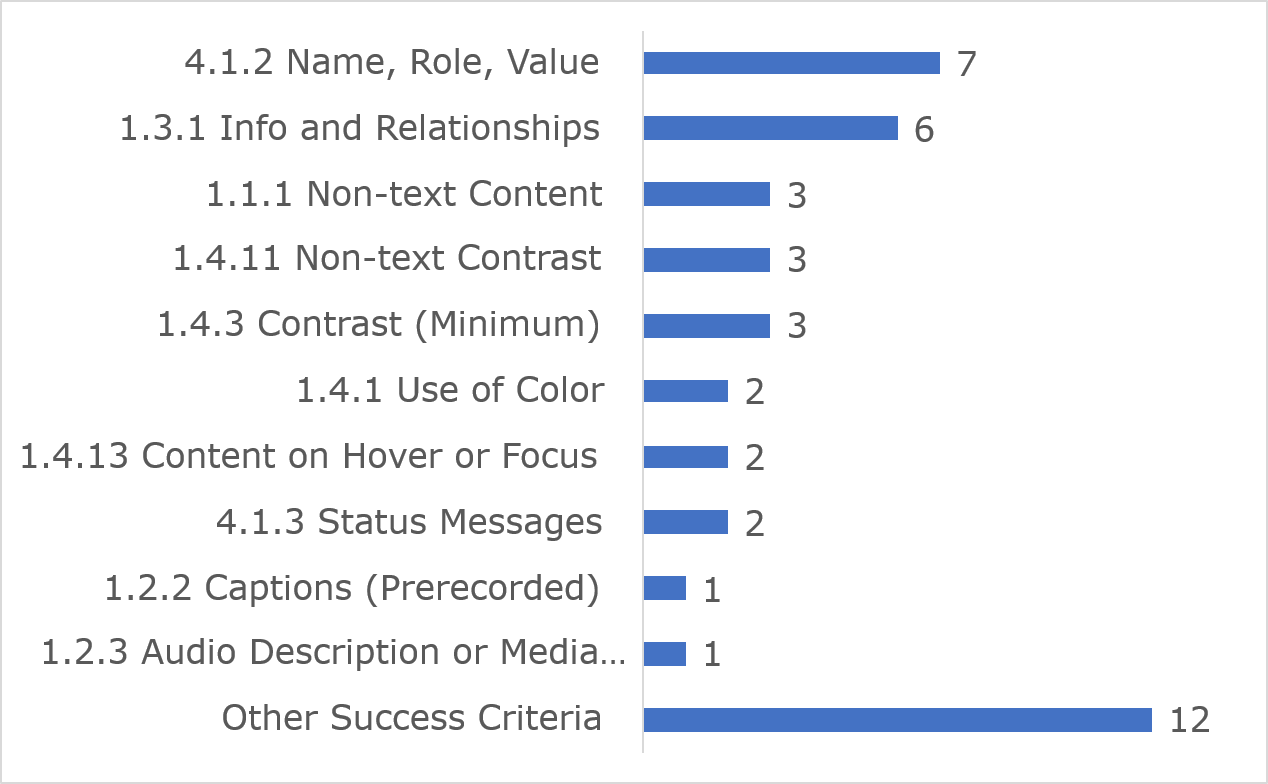 4.1.2 Name, Role, Value 7
1.3.1 Info and Relationships 6
1.1.1 Non-text Content 3
1.4.11 Non-text Contrast 3
1.4.3 Contrast (Minimum) 3
1.4.1 Use of Color 2
1.4.13 Content on Hover or Focus 2
4.1.3 Status Messages 2
1.2.2 Captions (Prerecorded) 1
1.2.3 Audio Description or Media… 1
Other Success Criteria 12